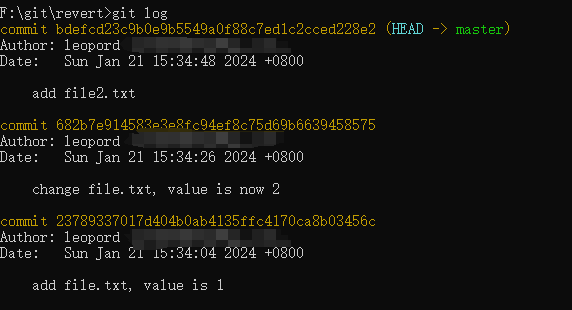 F:\git\revert>git log
commit bdefcd23c9b0e9b5549a0f88c7ed1c2cced228e2 (HEAD -> master)
Author: leopord
Date:   Sun Jan 21 15:34:48 2024 +0800
add file2.txt
commit 682b7e914583e3e8fc94ef8c75d69b6639458575
Author: leopord
Date:   Sun Jan 21 15:34:26 2024 +0800
change file.txt, value is now 2
commit 23789337017d404b0ab4135ffc4170ca8b03456c
Author: leopord
Date:   Sun Jan 21 15:34:04 2024 +0800
add file.txt, value is 1